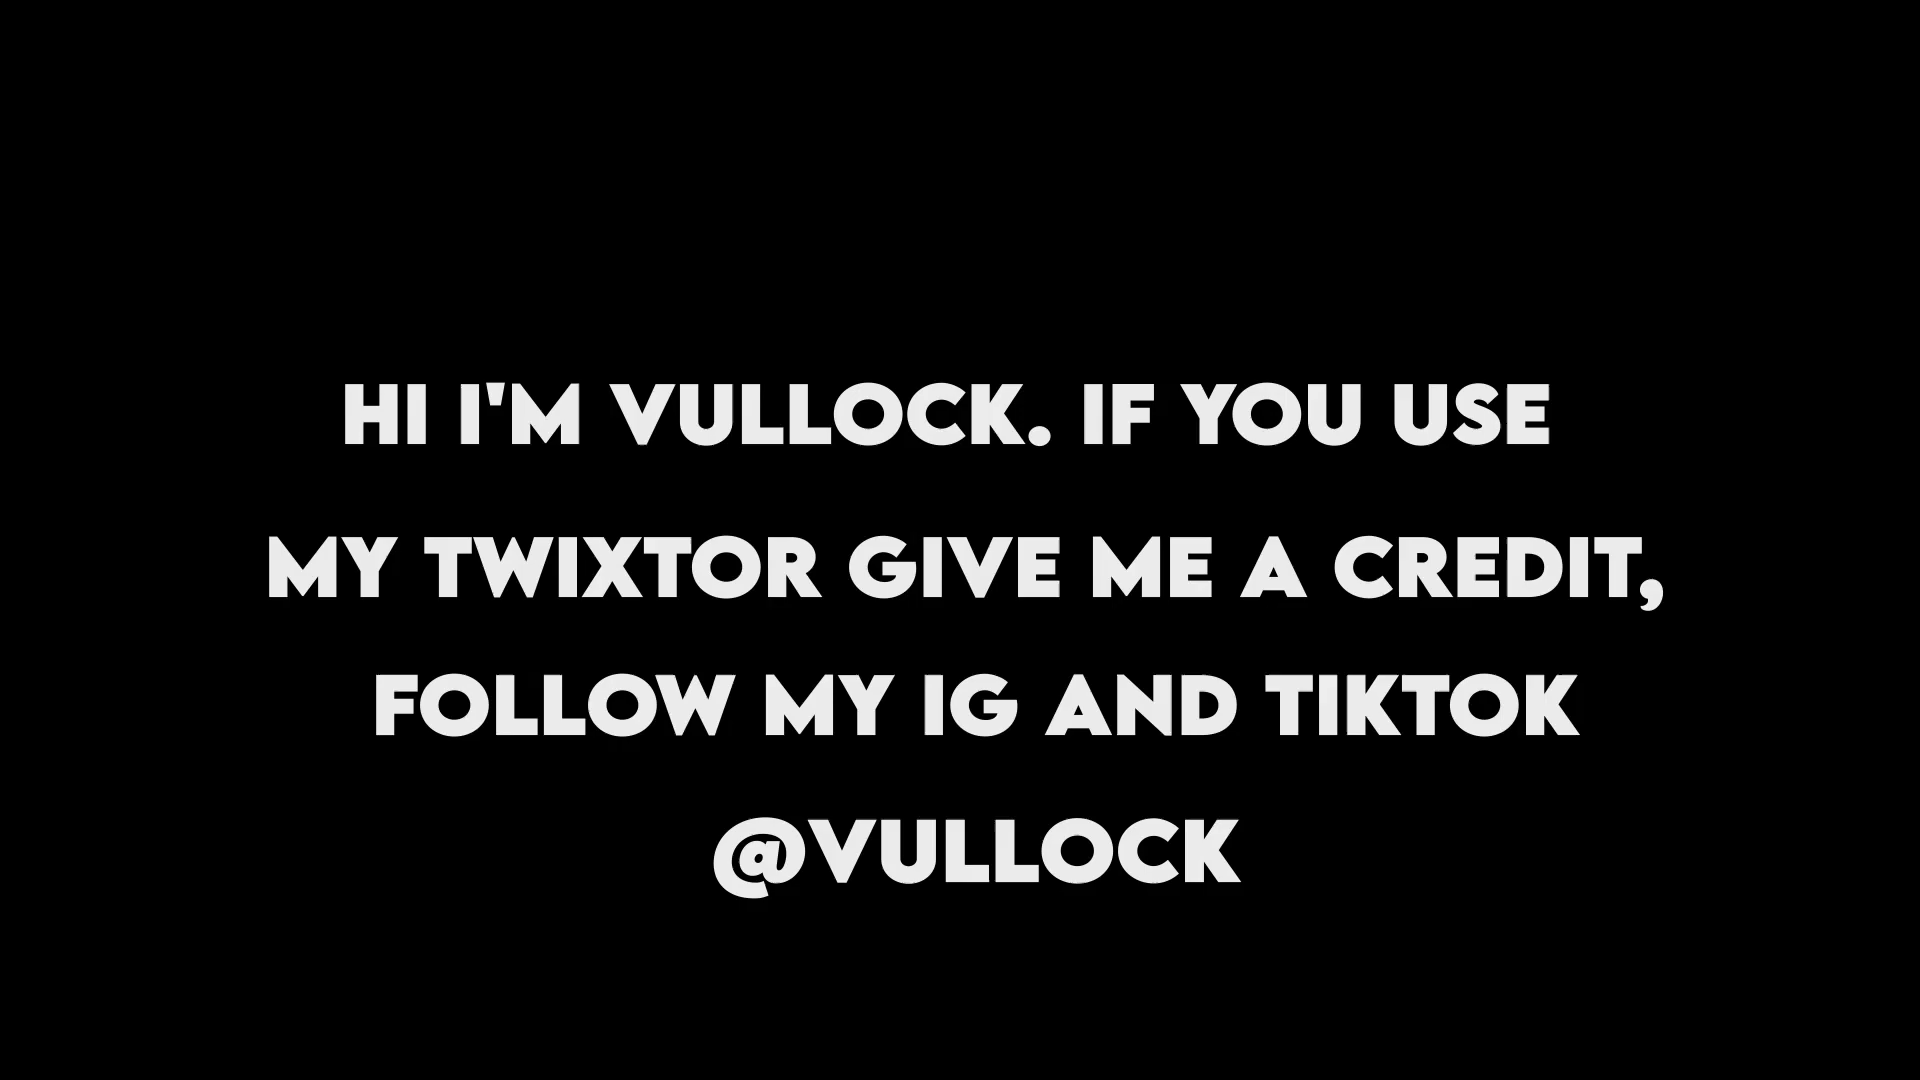 HI I'M VULLOCK. IF YOU USE
MY TWIXTOR GIVE ME A CREDIT,
FOLLOW MY IG AND TIKTOK
@VULLOCK